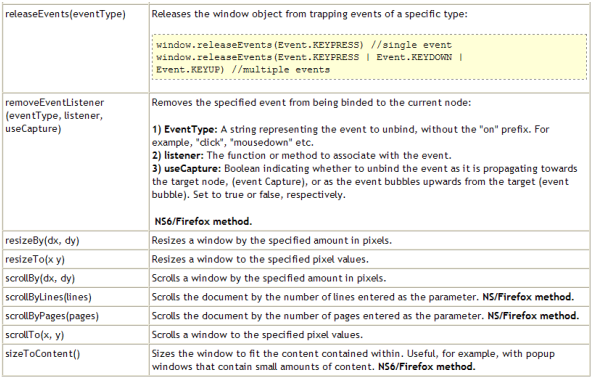 releaseEvents(eventType)
Releases the window object from trapping events of a specific type:
window.releaseEvents(Event.KEYPRESS) //single event
window.releaseEvents(Event.KEYPRESS | Event.KEYDOWN |
Event.KEYUP) //multiple events
removeEventListener
(eventType, listener,
useCapture)
Removes the specified event from being binded to the current node:
1) EventType: A string representing the event to unbind, without the "on" prefix. For
example, "click", "mousedown" etc.
2) listener: The function or method to associate with the event.
3) useCapture: Boolean indicating whether to unbind the event as it is propagating towards
the target node, (event Capture), or as the event bubbles upwards from the target (event
bubble). Set to true or false, respectively.
NS6/Firefox method.
resizeBy(dx, dy)
Resizes a window by the specified amount in pixels.
resizeTo(x y)
Resizes a window to the specified pixel values.
scrollBy(dx, dy)
Scrolls a window by the specified amount in pixels.
scrollByLines(lines)
Scrolls the document by the number of lines entered as the parameter. NS/Firefox method.
scrollByPages(pages)
Scrolls the document by the number of pages entered as the parameter. NS/Firefox method.
scrollTo(x, y)
Scrolls a window to the specified pixel values.
sizeToContent()
Sizes the window to fit the content contained within. Useful, for example, with popup
windows that contain small amounts of content. NS6/Firefox method.